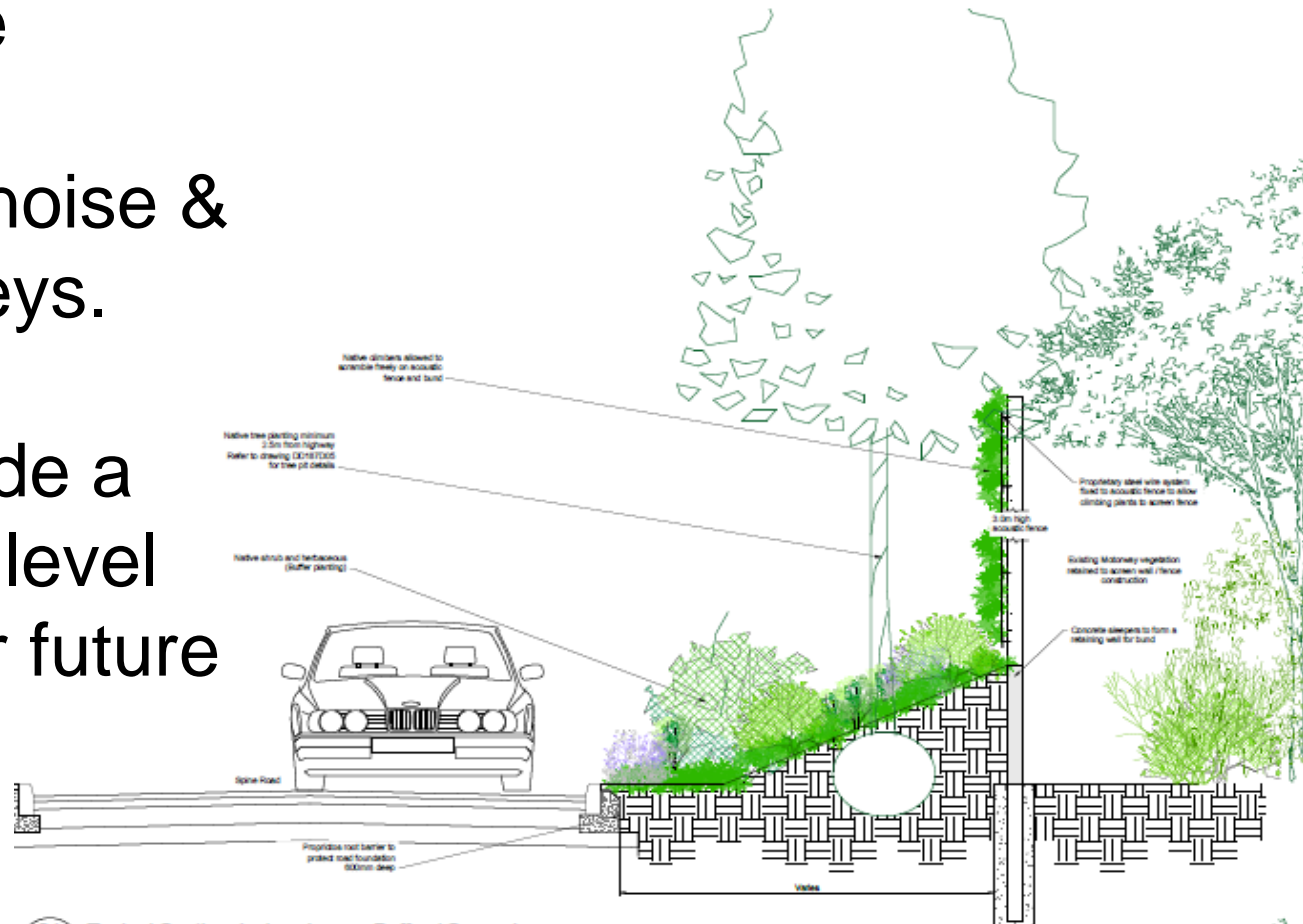 e
noise &
eys.
de a
level
r future
Native climbers allowed to
scramble freely on acoustic
fence and bund
Native tree planting minimum
2.5m from highway
Refer to drawing
for tree pit details
Native shrub and herbaceous
(Buffer planting)
Spine Road
root barrier to
protect road foundation
600mm deep
Proprietary steel wire system
fixed to acoustic fence to allow
climbing plants to screen fence
3.0m high
acoustic fence
Existing Motorway vegetation
retained to screen wall / fence
construction
Concrete sleepers to form a
retaining wall for bund
Varies